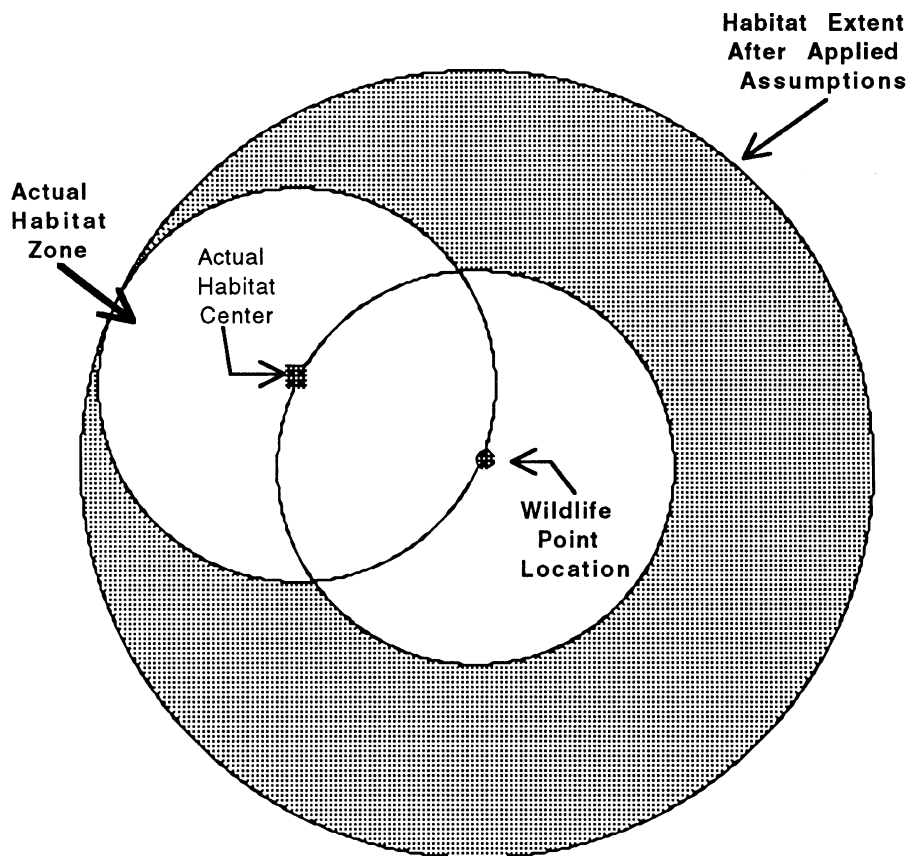 Habitat Extent
After Applied
Assumptions
Actual
Habitat
Zone
Actual
Habitat
Center
Wildlife
Point
Location